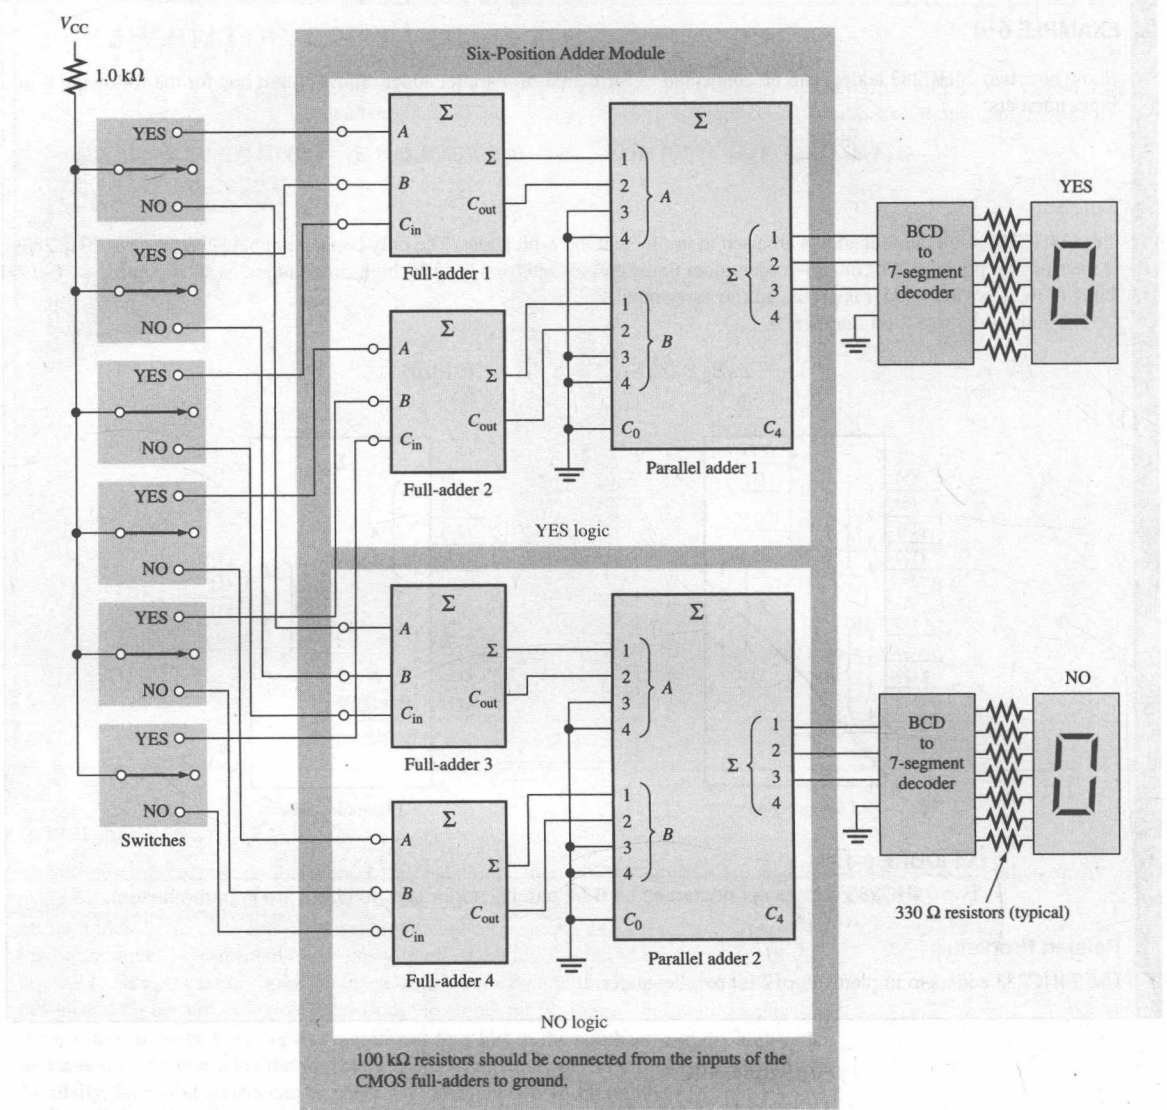 EXAMPLE 6–4
V_CC
1.0 kΩ
Six-Position Adder Module
YES
NO
YES
NO
YES
NO
YES
NO
YES
NO
YES
NO
Switches
Σ
A
B
C_in
Σ
C_out
Full-adder 1
Σ
A
B
C_in
Σ
C_out
Full-adder 2
Σ
1
2
3
4
A
1
2
3
4
B
C_0
Σ
1
2
3
4
C_4
Parallel adder 1
YES logic
BCD
to
7-segment
decoder
YES
0
Σ
A
B
C_in
Σ
C_out
Full-adder 3
Σ
A
B
C_in
Σ
C_out
Full-adder 4
Σ
1
2
3
4
A
1
2
3
4
B
C_0
Σ
1
2
3
4
C_4
Parallel adder 2
NO logic
BCD
to
7-segment
decoder
NO
0
330 Ω resistors (typical)
100 kΩ resistors should be connected from the inputs of the
CMOS full-adders to ground.